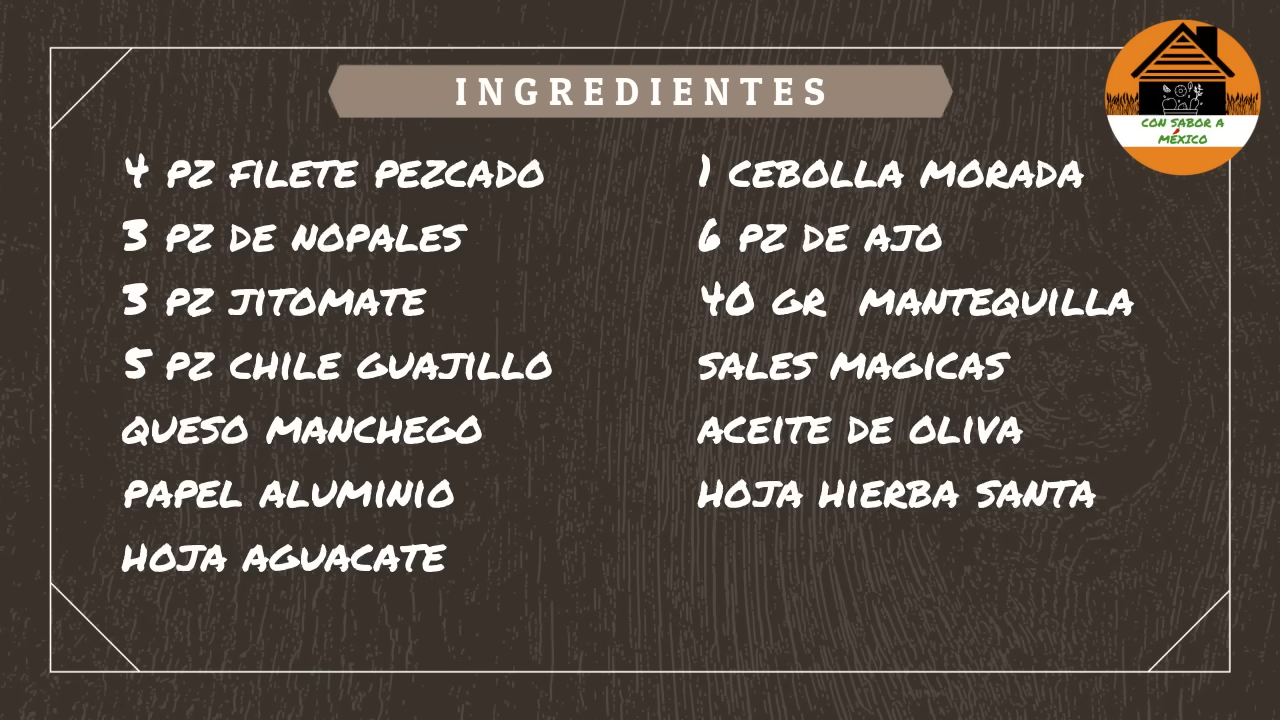 INGREDIENTES
CON SABOR A
MÉXICO
4 PZ FILETE PEZCADO
3 PZ DE NOPALES
3 PZ JITOMATE
5 PZ CHILE GUAJILLO
QUESO MANCHEGO
PAPEL ALUMINIO
HOJA AGUACATE
1 CEBOLLA MORADA
6 PZ DE AJO
40 GR MANTEQUILLA
SALES MAGICAS
ACEITE DE OLIVA
HOJA HIERBA SANTA